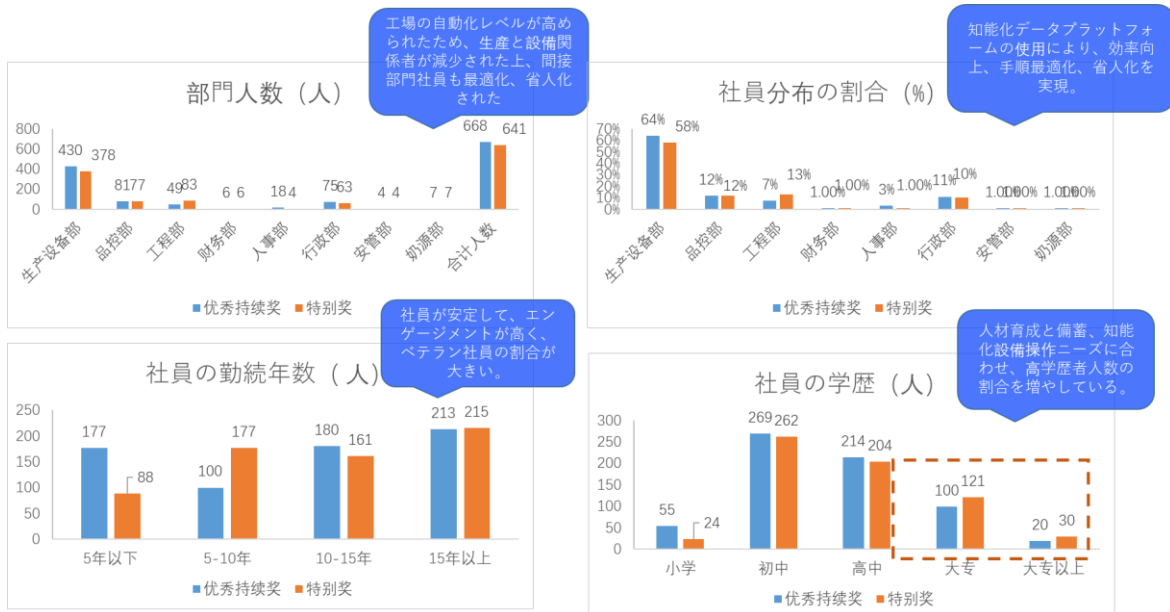 工場の自動化レベルが高め
られたため、生産と設備関
係者が減少された上、間接
部門社員も最適化、省人化
された
部門人数（人）
800
600
400
200
0
430 378
8177
49 83
6 6
18 4
75 63
4 4
7 7
668 641
生产设备部
品控部
工程部
财务部
人事部
行政部
安管部
奶源部
合计人数
优秀持续奖 特别奖
知能化データプラットフォ
ームの使用により、効率向
上、手順最適化、省人化を
実現。
社員分布の割合（%）
70%
60%
50%
40%
30%
20%
10%
0%
64% 58%
12% 12%
7% 13%
1.00% 1.00%
3% 1.00%
11% 10%
1.00% 1.00%
1.00% 1.00%
生产设备部
品控部
工程部
财务部
人事部
行政部
安管部
奶源部
优秀持续奖 特别奖
社員が安定して、エン
ゲージメントが高く、
ベテラン社員の割合が
大きい。
社員の勤続年数（人）
250
200
150
100
50
0
177 88
100 177
180 161
213 215
5年以下 5-10年 10-15年 15年以上
优秀持续奖 特别奖
人材育成と備蓄、知能
化設備操作ニーズに合
わせ、高学歴者人数の
割合を増やしている。
社員の学歴（人）
300
250
200
150
100
50
0
55 24
269 262
214 204
100 121
20 30
小学 初中 高中 大专 大专以上
优秀持续奖 特别奖